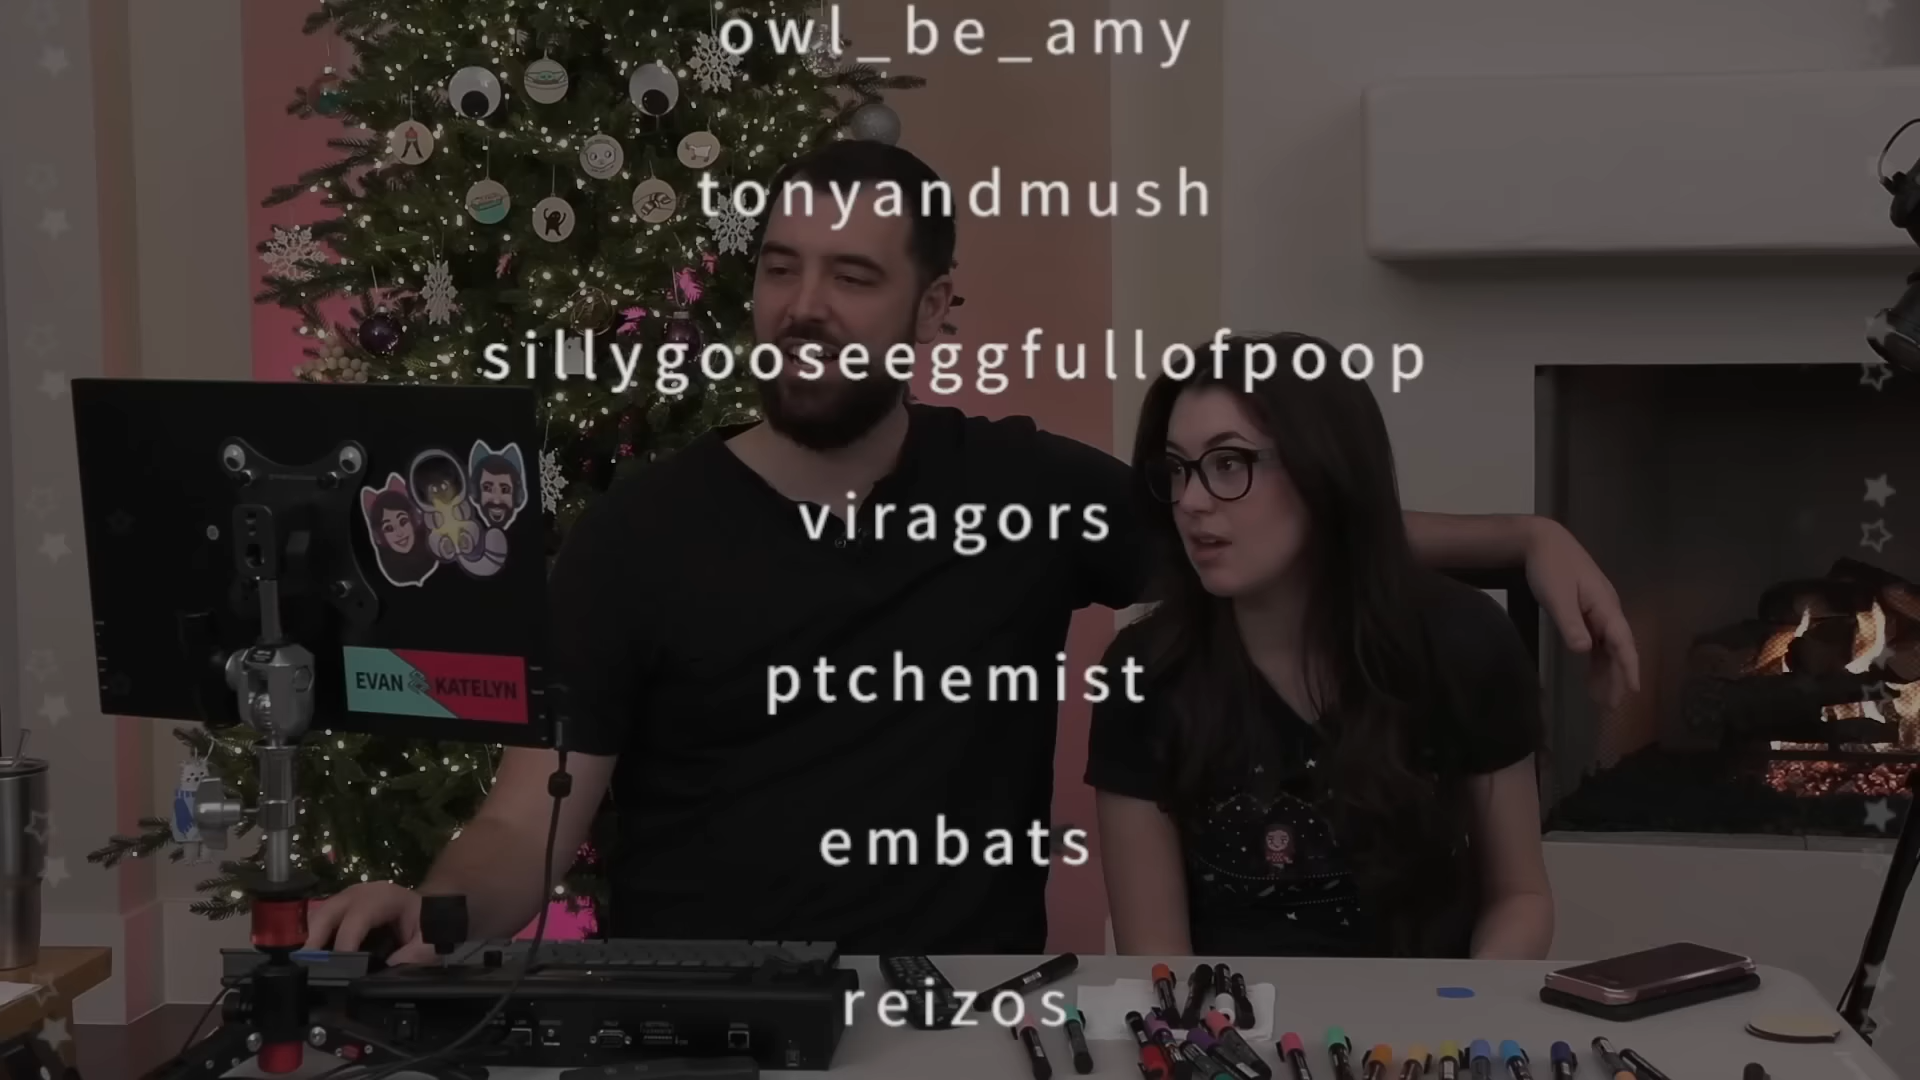 owl_be_amy
tonyandmush
sillygooseeggfullofpoop
viragors
EVAN KATELYN
ptchemist
embats
reizos